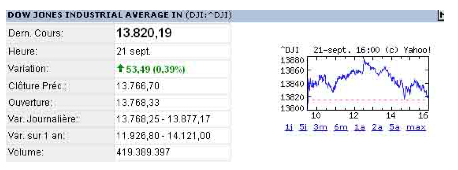 DOW JONES INDUSTRIAL AVERAGE IN (DJI:^DJI)
Dern. Cours: 13.820,19
Heure: 21 sept.
Variation: 53,49 (0,39%)
Clôture Préc.: 13.766,70
Ouverture: 13.768,33
Var. Journalière: 13.768,25 - 13.877,17
Var. sur 1 an: 11.926,80 - 14.121,00
Volume: 419.389.397
^DJI 21-sept. 16:00 (c) Yahoo!
13880
13860
13840
13820
13800
10 12 14 16
1j 5j 3m 6m 1a 2a 5a max